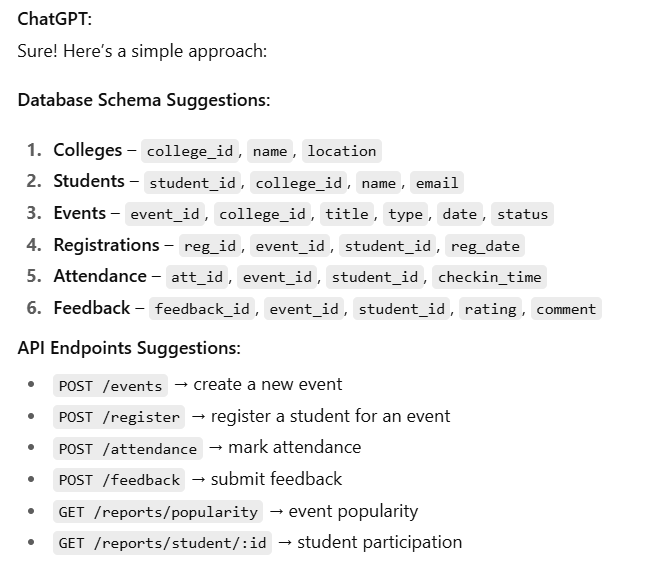 ChatGPT:
Sure! Here’s a simple approach:
Database Schema Suggestions:
1. Colleges – college_id, name, location
2. Students – student_id, college_id, name, email
3. Events – event_id, college_id, title, type, date, status
4. Registrations – reg_id, event_id, student_id, reg_date
5. Attendance – att_id, event_id, student_id, checkin_time
6. Feedback – feedback_id, event_id, student_id, rating, comment
API Endpoints Suggestions:
• POST /events → create a new event
• POST /register → register a student for an event
• POST /attendance → mark attendance
• POST /feedback → submit feedback
• GET /reports/popularity → event popularity
• GET /reports/student/:id → student participation